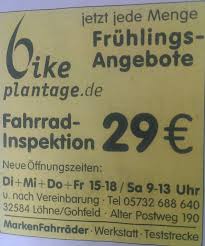 jetzt jede Menge
Frühlings-
Angebote
bike
plantage.de
Fahrrad-
Inspektion 29€
Neue Öffnungszeiten:
Di+Mi+Do+Fr 15-18 / Sa 9-13 Uhr
u. nach Vereinbarung · Tel 05732 688 640
32584 Löhne/Gohfeld · Alter Postweg 190
MarkenFahrräder · Werkstatt · Teststrecke